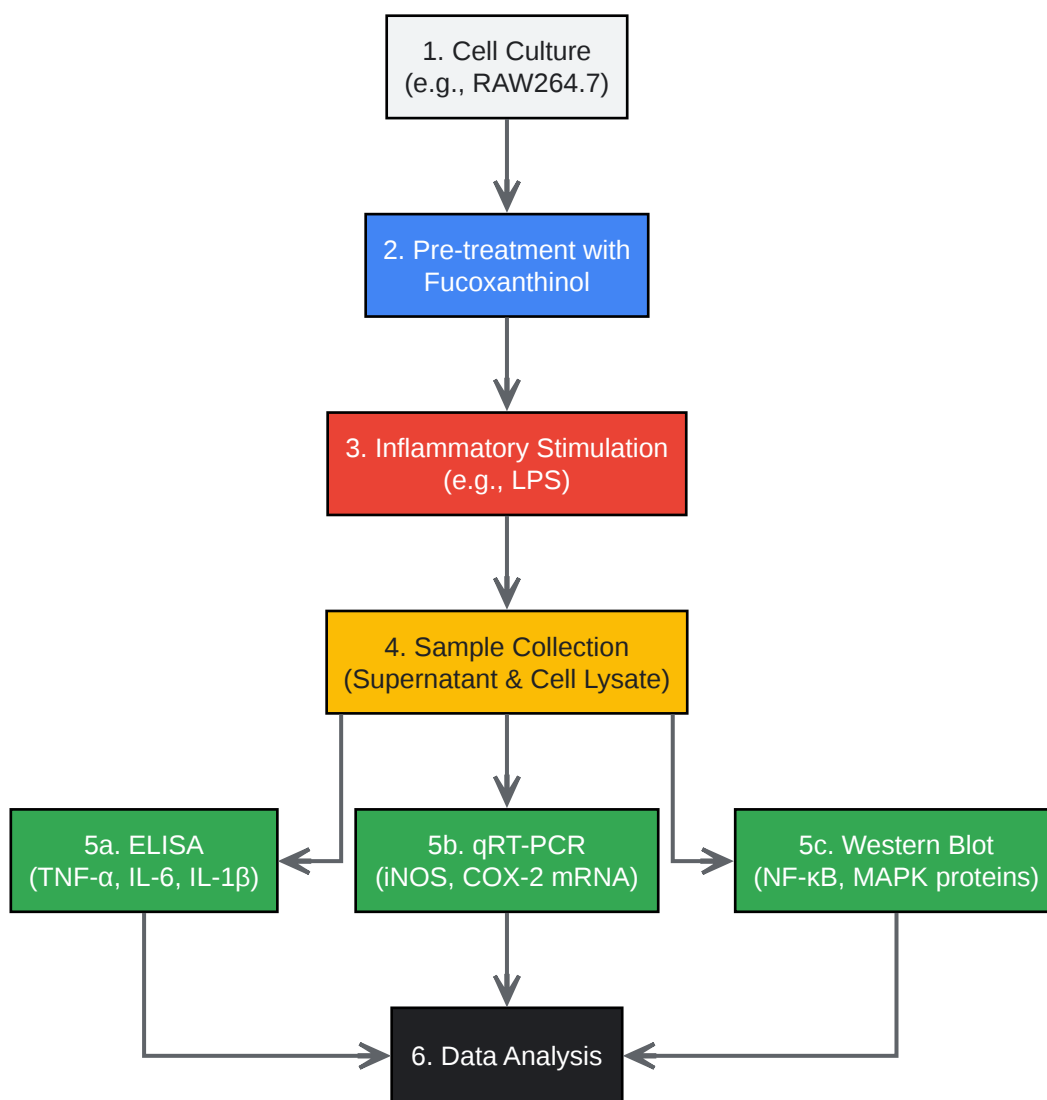 1. Cell Culture
(e.g., RAW264.7)
2. Pre-treatment with
Fucoxanthinol
3. Inflammatory Stimulation
(e.g., LPS)
4. Sample Collection
(Supernatant & Cell Lysate)
5a. ELISA
(TNF-α, IL-6, IL-1β)
5b. qRT-PCR
(iNOS, COX-2 mRNA)
5c. Western Blot
(NF-κB, MAPK proteins)
6. Data Analysis